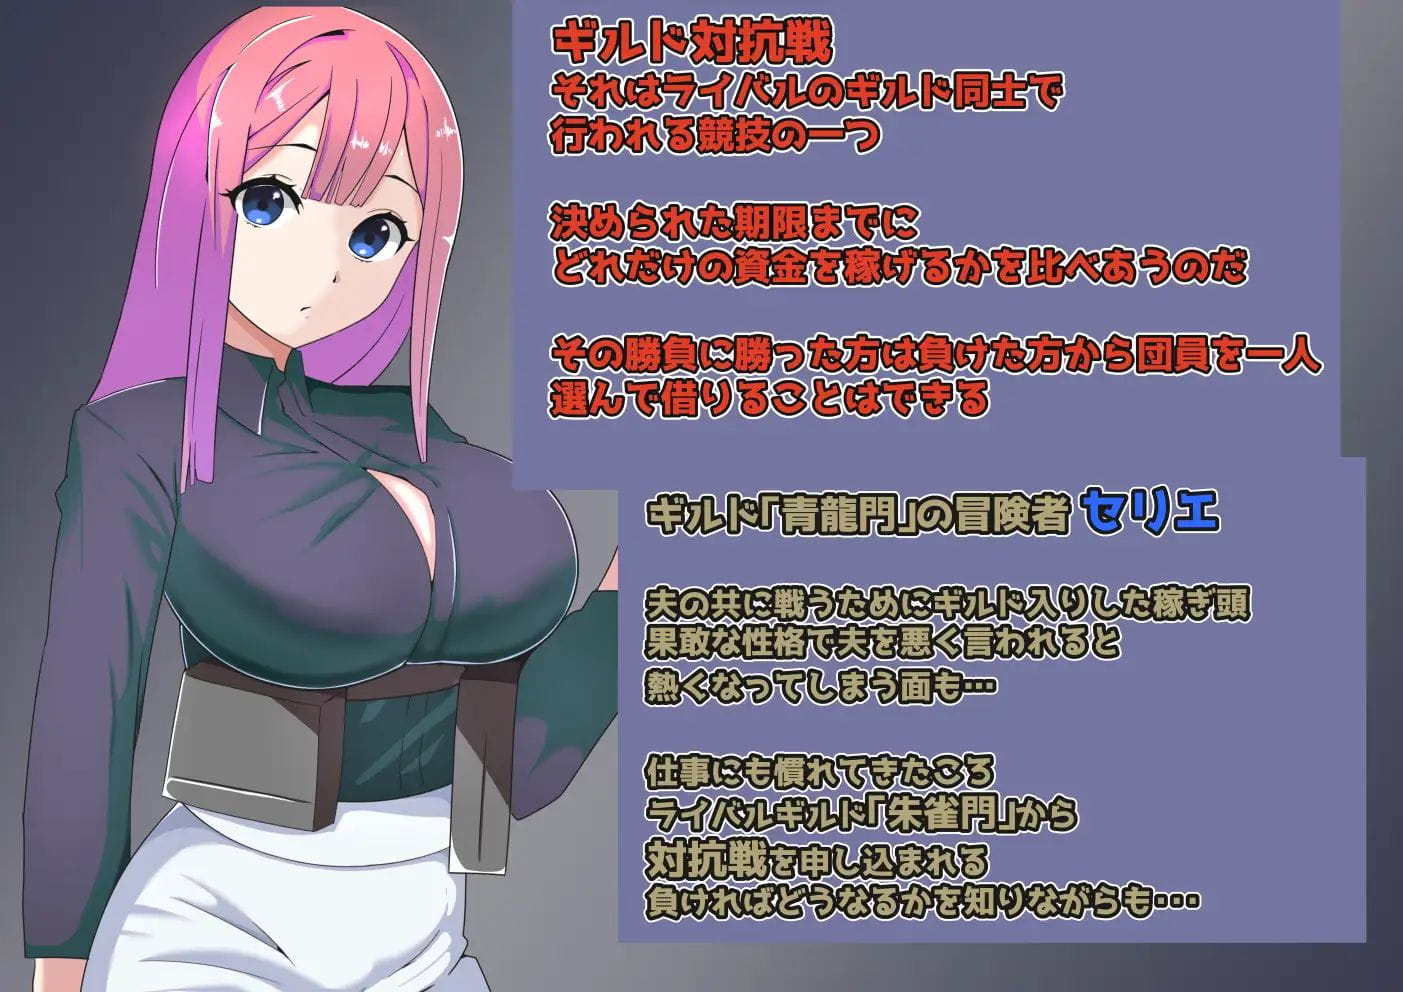 ギルド対抗戦
それはライバルのギルド同士で
行われる競技の一つ
決められた期限までに
どれだけの資金を稼げるかを比べあうのだ
その勝負に勝った方は負けた方から団員を一人
選んで借りることはできる
ギルド「青龍門」の冒険者 セリエ
夫の共に戦うためにギルド入りした稼ぎ頭
果敢な性格で夫を悪く言われると
熱くなってしまう面も…
仕事にも慣れてきたころ
ライバルギルド「朱雀門」から
対抗戦を申し込まれる
負ければどうなるかを知りながらも…